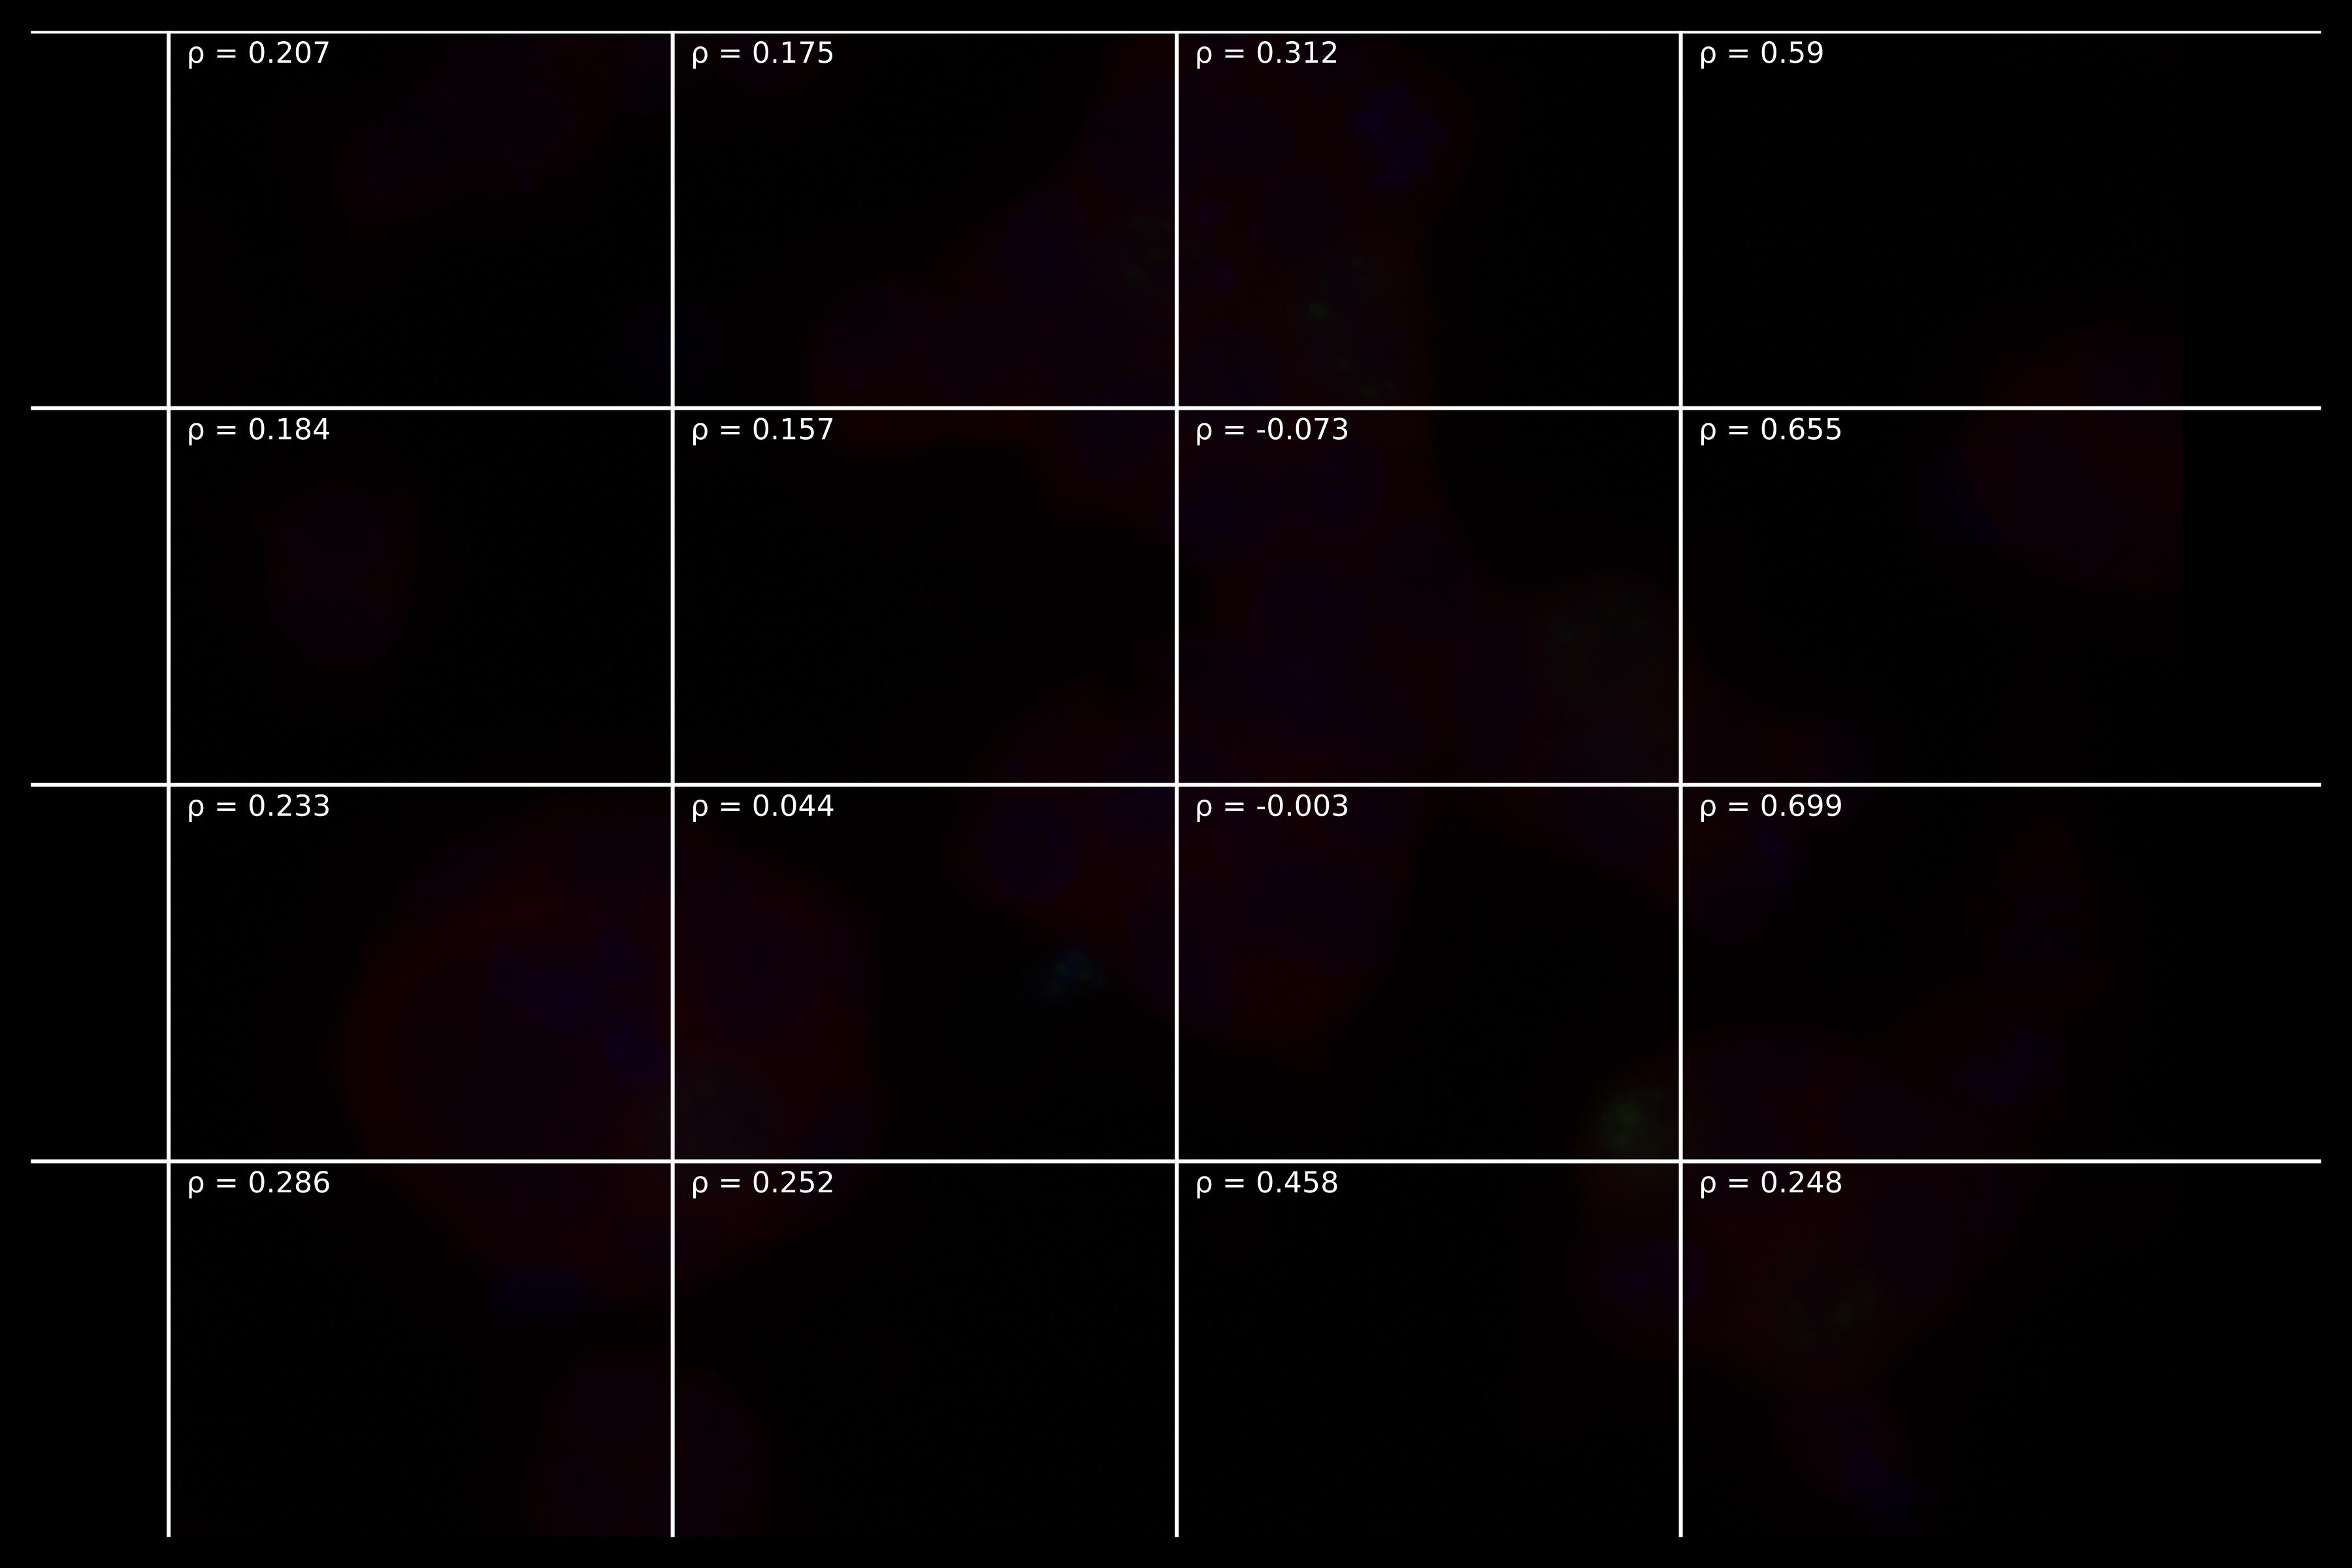 ρ = 0.207
ρ = 0.175
ρ = 0.312
ρ = 0.59
ρ = 0.184
ρ = 0.157
ρ = -0.073
ρ = 0.655
ρ = 0.233
ρ = 0.044
ρ = -0.003
ρ = 0.699
ρ = 0.286
ρ = 0.252
ρ = 0.458
ρ = 0.248